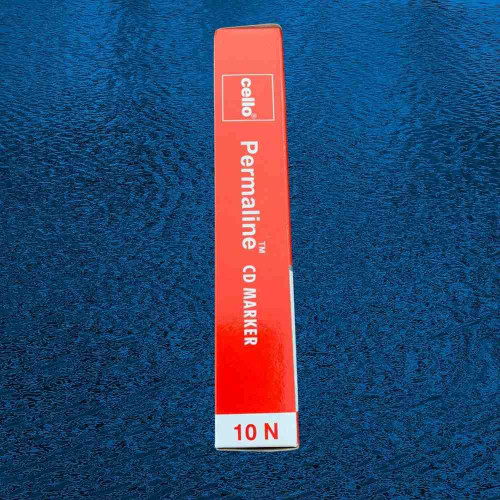 cello®
Permaline™ CD MARKER
10 N